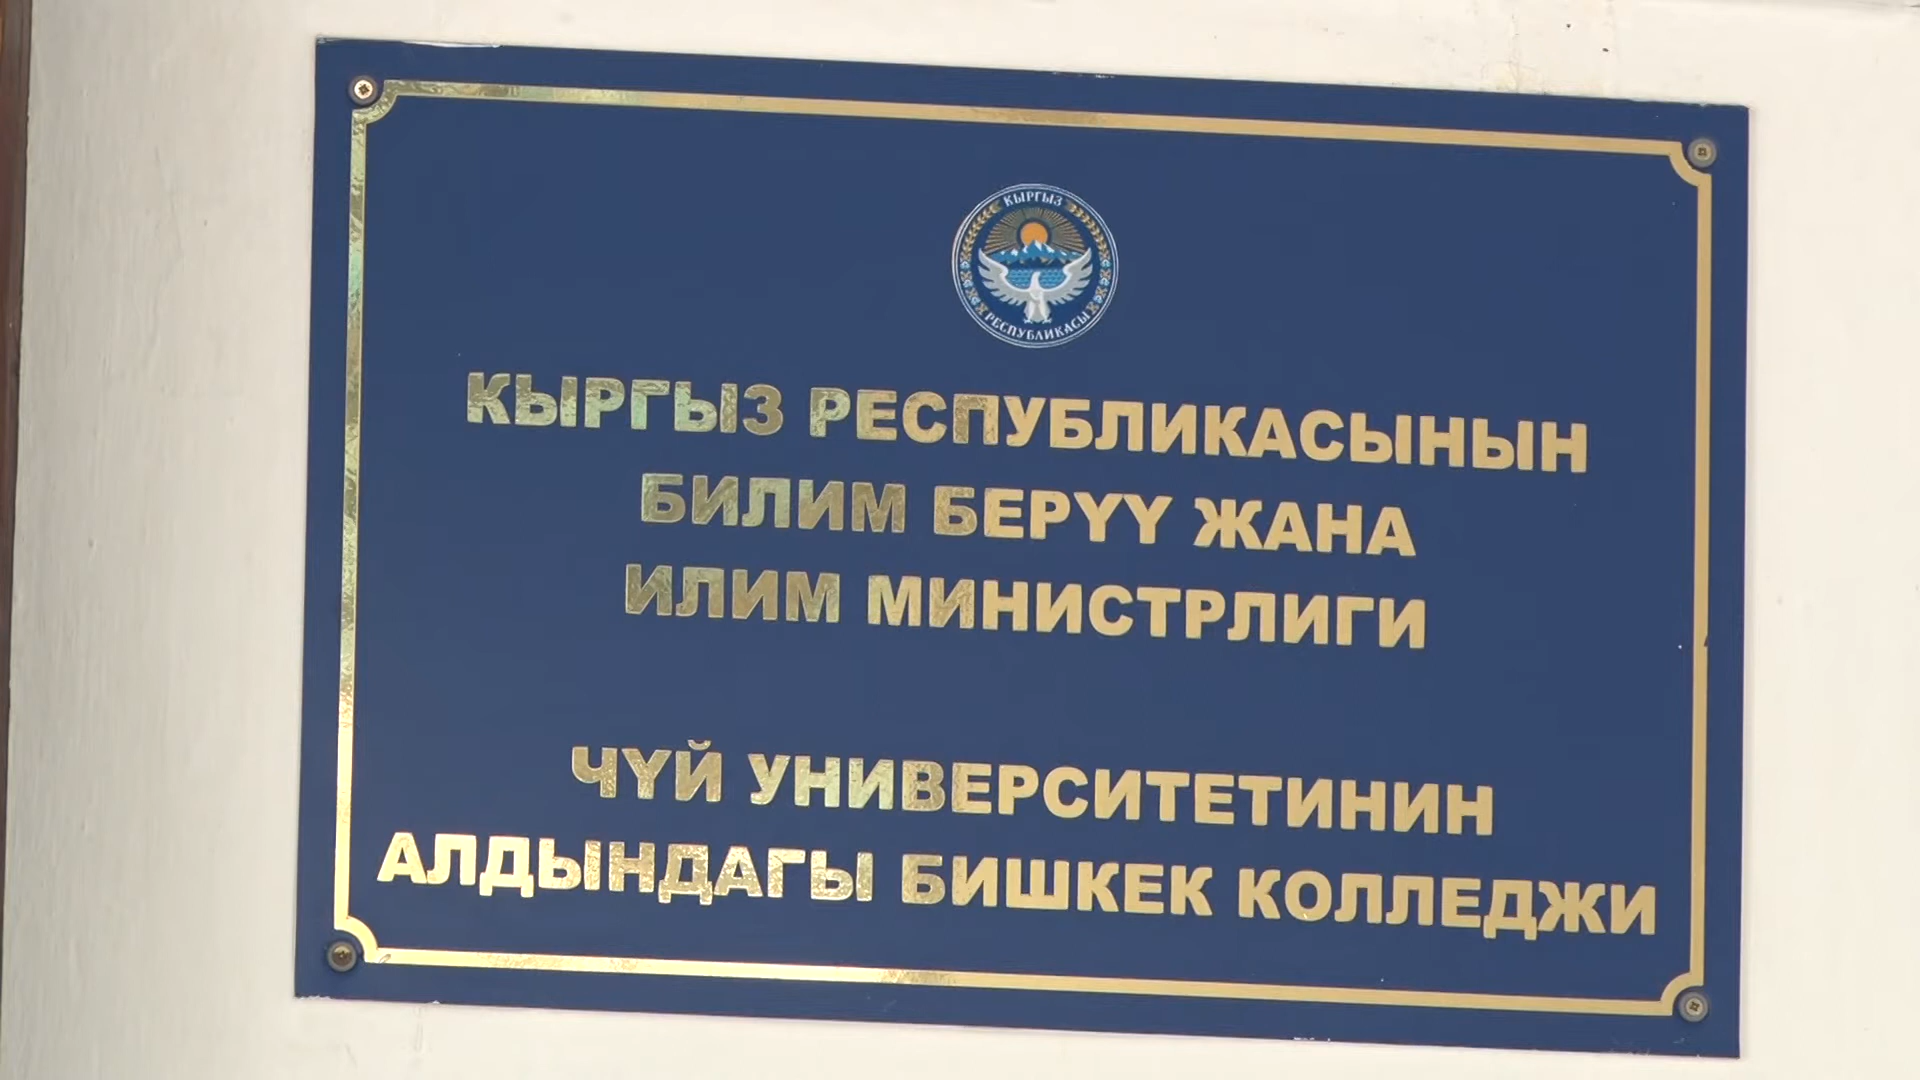 КЫРГЫЗ
РЕСПУБЛИКАСЫ
КЫРГЫЗ РЕСПУБЛИКАСЫНЫН
БИЛИМ БЕРҮҮ ЖАНА
ИЛИМ МИНИСТРЛИГИ
ЧҮЙ УНИВЕРСИТЕТИНИН
АЛДЫНДАГЫ БИШКЕК КОЛЛЕДЖИ